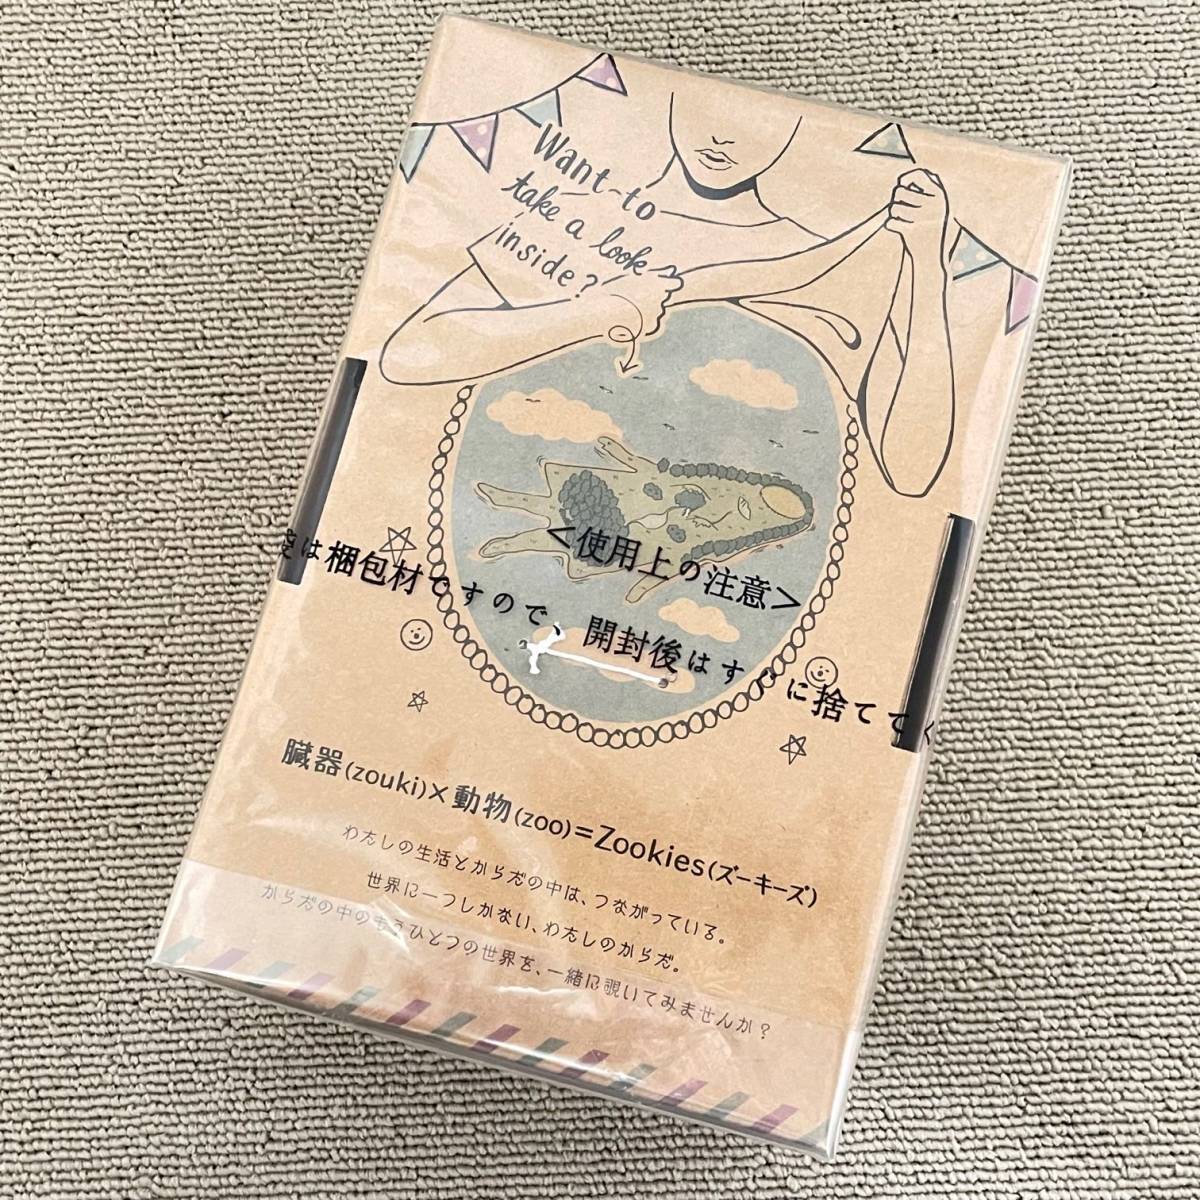 Want to
take a look
inside?
<使用上の注意>
は梱包材ですので、開封後はすぐに捨てて
臓器(zouki)×動物(zoo)=Zookies(ズーキーズ)
わたしの生活とからだの中は、つながっている。
世界に一つしかない、わたしのからだ。
からだの中のもうひとつの世界を、一緒に覗いてみませんか?